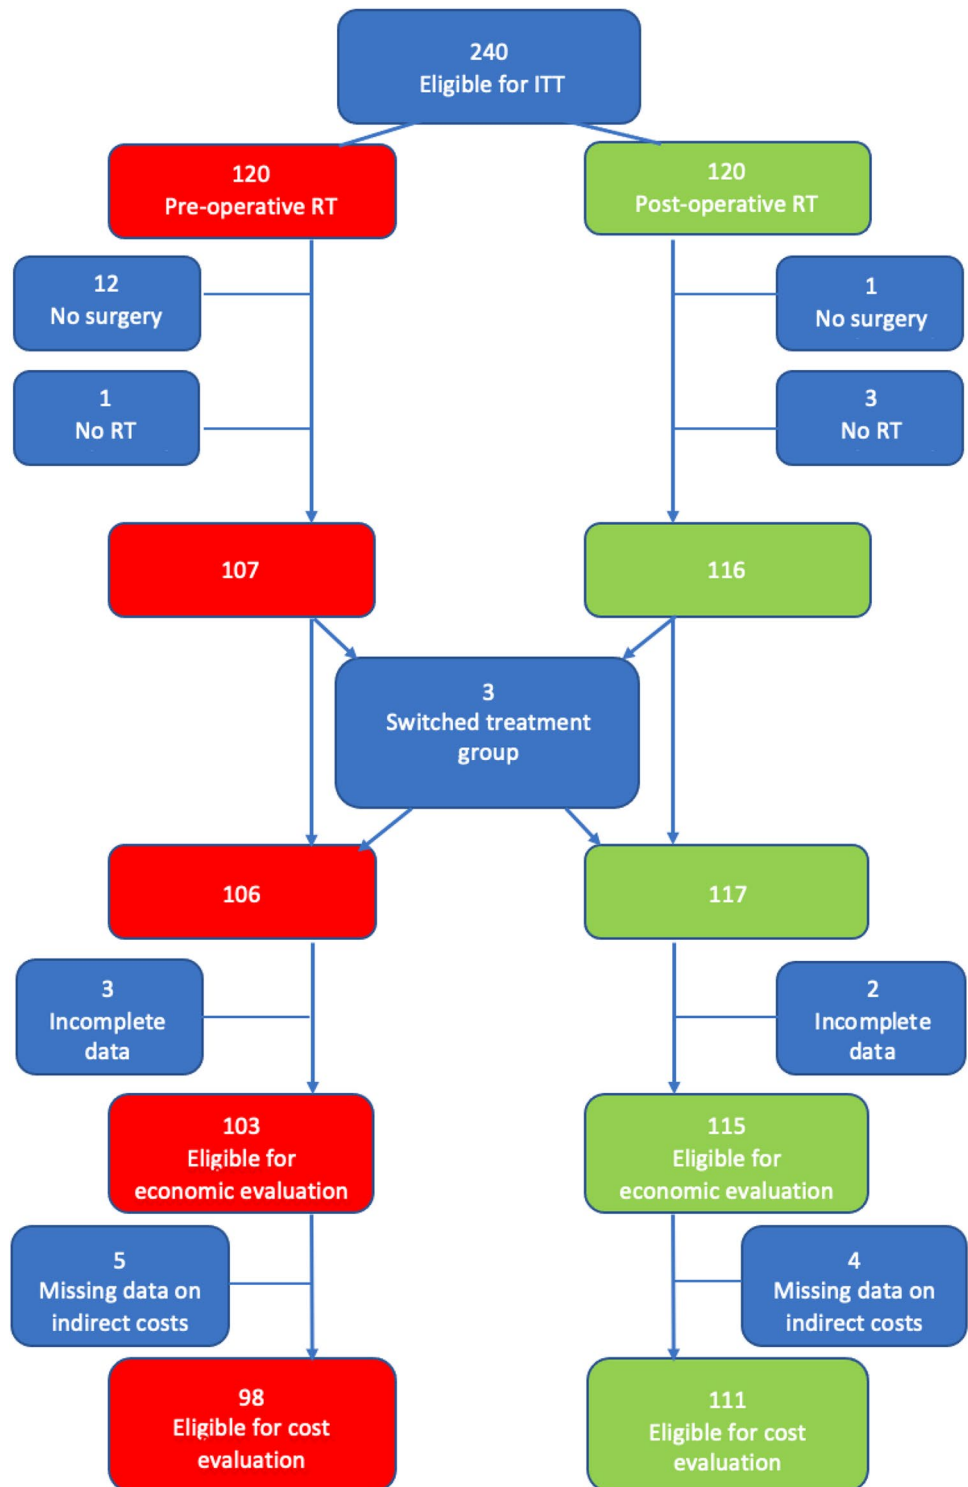 240
Eligible for ITT
120
Pre-operative RT
120
Post-operative RT
12
No surgery
1
No surgery
1
No RT
3
No RT
107
116
3
Switched treatment
group
106
117
3
Incomplete
data
2
Incomplete
data
103
Eligible for
economic evaluation
115
Eligible for
economic evaluation
5
Missing data on
indirect costs
4
Missing data on
indirect costs
98
Eligible for cost
evaluation
111
Eligible for cost
evaluation